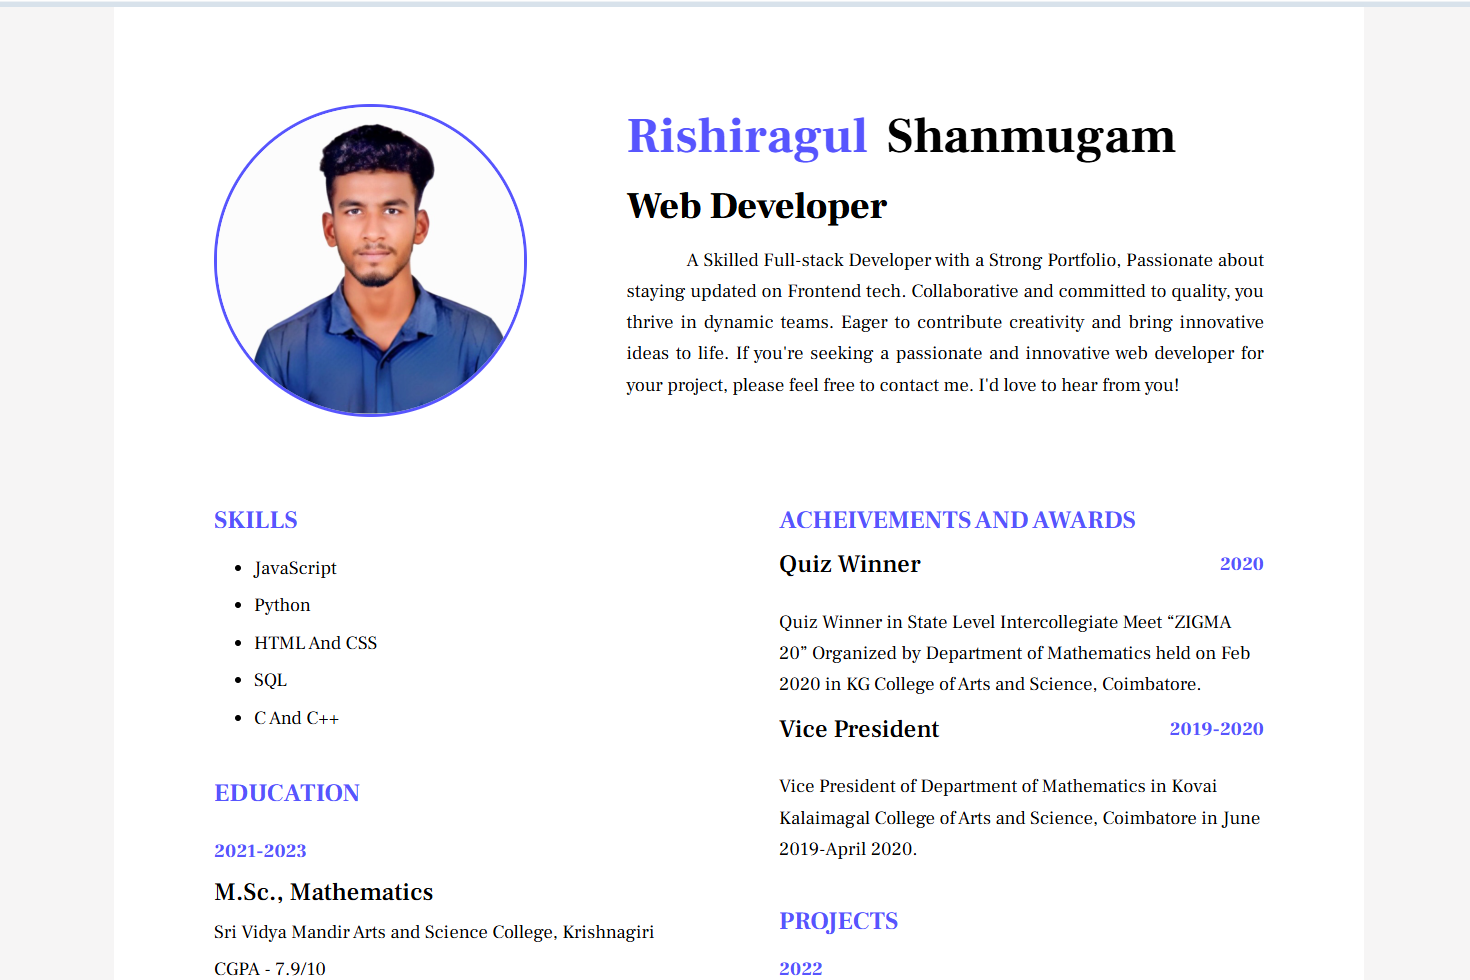 Rishiragul Shanmugam
Web Developer
A Skilled Full-stack Developer with a Strong Portfolio, Passionate about
staying updated on Frontend tech. Collaborative and committed to quality, you
thrive in dynamic teams. Eager to contribute creativity and bring innovative
ideas to life. If you're seeking a passionate and innovative web developer for
your project, please feel free to contact me. I'd love to hear from you!
SKILLS
• JavaScript
• Python
• HTML And CSS
• SQL
• C And C++
EDUCATION
2021-2023
M.Sc., Mathematics
Sri Vidya Mandir Arts and Science College, Krishnagiri
CGPA - 7.9/10
ACHEIVEMENTS AND AWARDS
Quiz Winner 2020
Quiz Winner in State Level Intercollegiate Meet “ZIGMA
20” Organized by Department of Mathematics held on Feb
2020 in KG College of Arts and Science, Coimbatore.
Vice President 2019-2020
Vice President of Department of Mathematics in Kovai
Kalaimagal College of Arts and Science, Coimbatore in June
2019-April 2020.
PROJECTS
2022